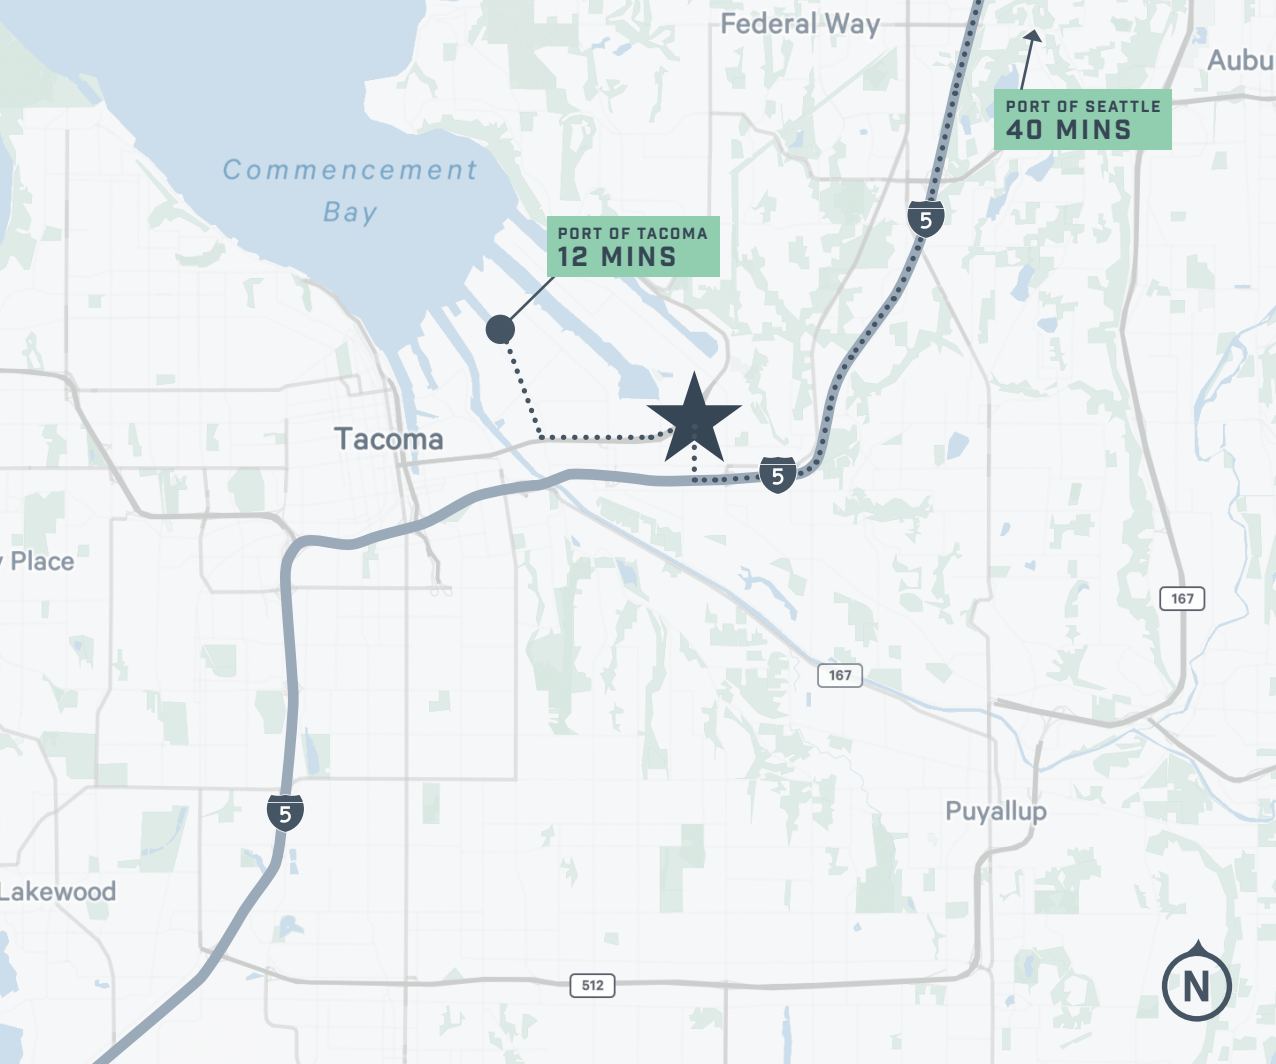 Federal Way
Aubu
PORT OF SEATTLE
40 MINS
Commencement
Bay
5
PORT OF TACOMA
12 MINS
Tacoma
5
y Place
167
167
5
Puyallup
Lakewood
512
N